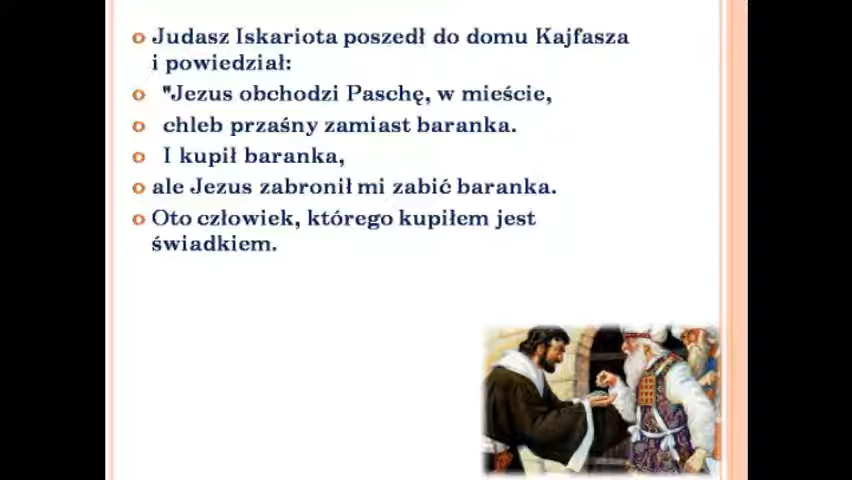 Judasz Iskariota poszedł do domu Kajfasza
i powiedział:
"Jezus obchodzi Paschę, w mieście,
chleb przaśny zamiast baranka.
I kupił baranka,
ale Jezus zabronił mi zabić baranka.
Oto człowiek, którego kupiłem jest
świadkiem.